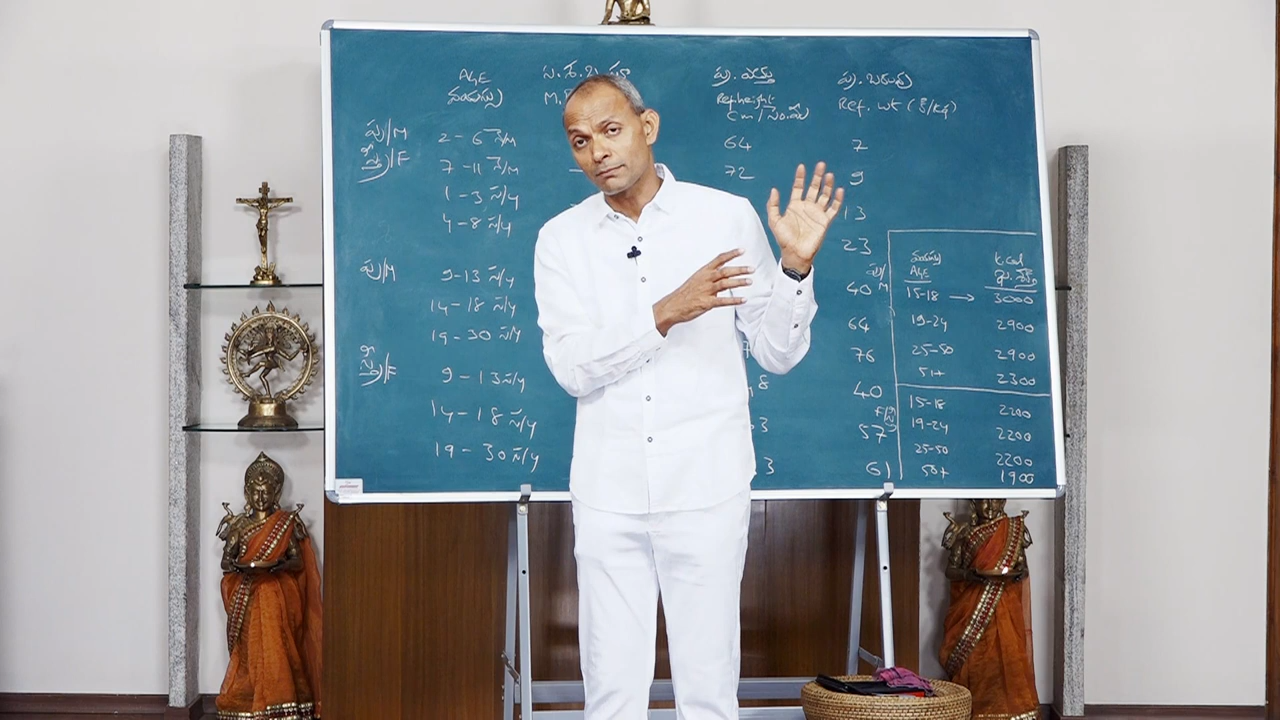 AGE
వయస్సు
ప్ర. ఎత్తు
ప్ర. బరువు
Ref. height
cm / సెం.మీ
Ref. wt (కి/kg)
పు/M
స్త్రీ/F
2 - 6 నె/M 64 7
7 - 11 నె/M 72 9
1 - 3 సం/y 13
4 - 8 సం/y 23
పు/M
9 - 13 సం/y 40
14 - 18 సం/y 64
19 - 30 సం/y 76
స్త్రీ/F
9 - 13 సం/y 40
14 - 18 సం/y 57
19 - 30 సం/y 61
వయస్సు
AGE
kcal
పు/M
15-18 → 3000
19-24 2900
25-50 2900
51+ 2300
F/స్త్రీ
15-18 2200
19-24 2200
25-50 2200
50+ 1900